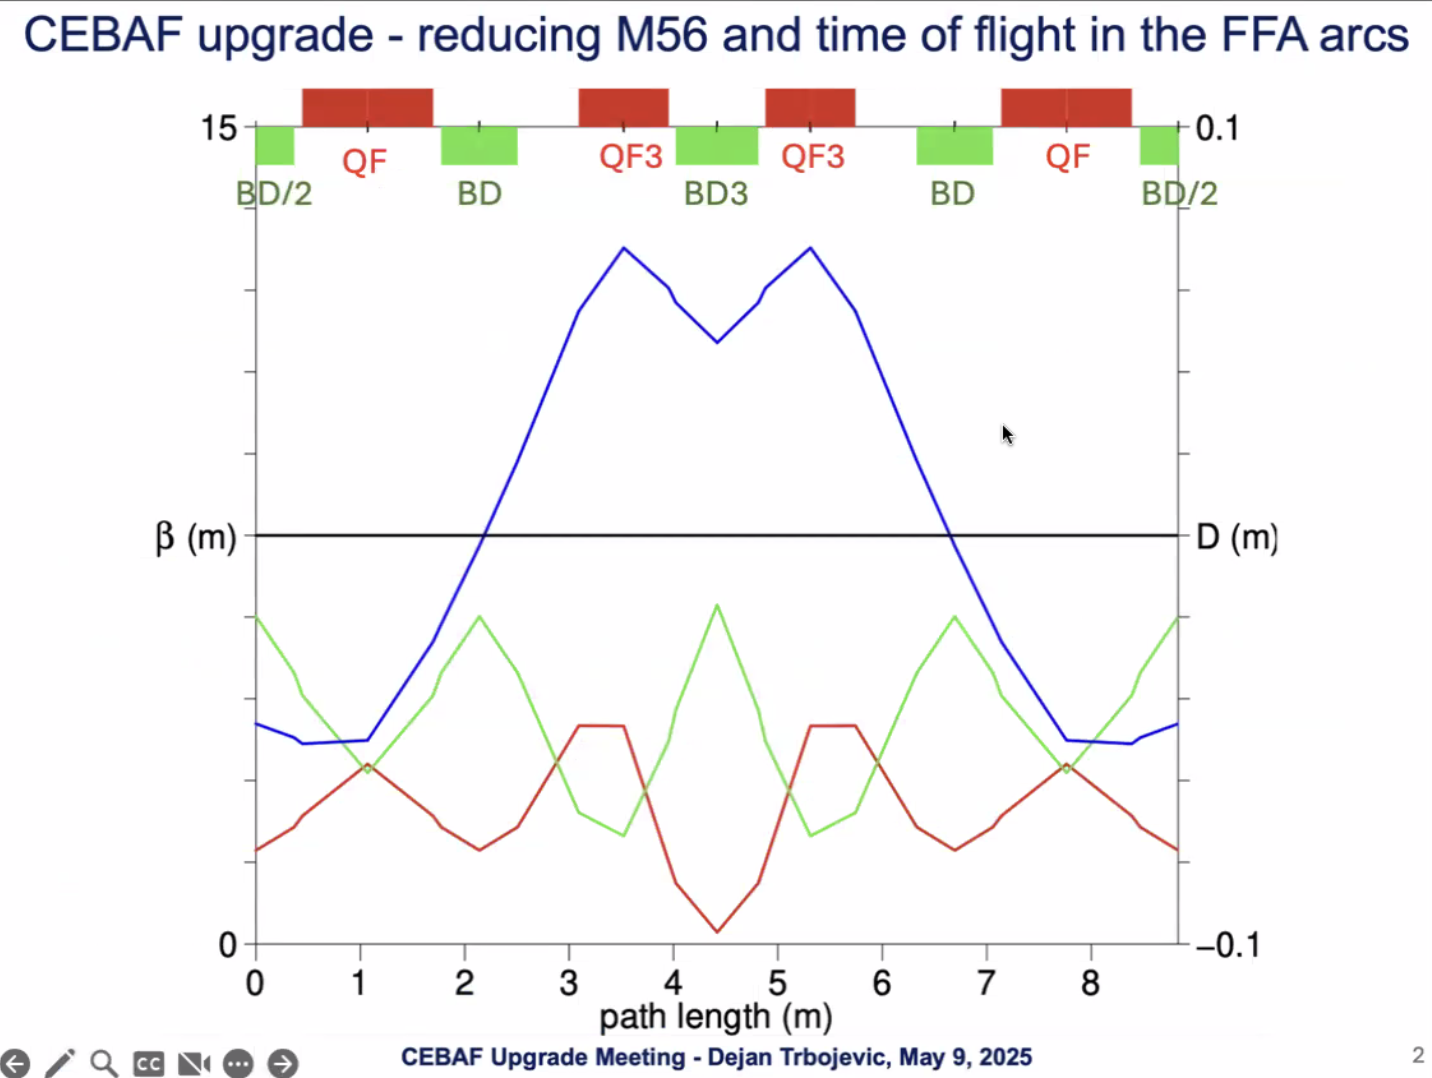 CEBAF upgrade - reducing M56 and time of flight in the FFA arcs
15
0.1
QF
QF3
QF3
QF
BD/2
BD
BD3
BD
BD/2
β (m)
D (m)
0
−0.1
0 1 2 3 4 5 6 7 8
path length (m)
CC
CEBAF Upgrade Meeting - Dejan Trbojevic, May 9, 2025
2